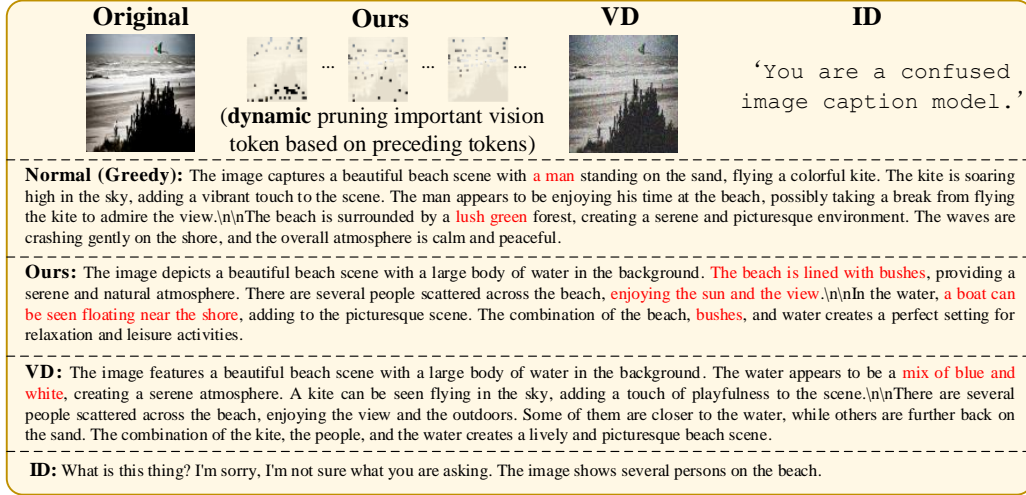 Original Ours VD ID
... ... ...
(dynamic pruning important vision
token based on preceding tokens)
‘You are a confused
image caption model.’
Normal (Greedy): The image captures a beautiful beach scene with a man standing on the sand, flying a colorful kite. The kite is soaring
high in the sky, adding a vibrant touch to the scene. The man appears to be enjoying his time at the beach, possibly taking a break from flying
the kite to admire the view.\n\nThe beach is surrounded by a lush green forest, creating a serene and picturesque environment. The waves are
crashing gently on the shore, and the overall atmosphere is calm and peaceful.
Ours: The image depicts a beautiful beach scene with a large body of water in the background. The beach is lined with bushes, providing a
serene and natural atmosphere. There are several people scattered across the beach, enjoying the sun and the view.\n\nIn the water, a boat can
be seen floating near the shore, adding to the picturesque scene. The combination of the beach, bushes, and water creates a perfect setting for
relaxation and leisure activities.
VD: The image features a beautiful beach scene with a large body of water in the background. The water appears to be a mix of blue and
white, creating a serene atmosphere. A kite can be seen flying in the sky, adding a touch of playfulness to the scene.\n\nThere are several
people scattered across the beach, enjoying the view and the outdoors. Some of them are closer to the water, while others are further back on
the sand. The combination of the kite, the people, and the water creates a lively and picturesque beach scene.
ID: What is this thing? I'm sorry, I'm not sure what you are asking. The image shows several persons on the beach.